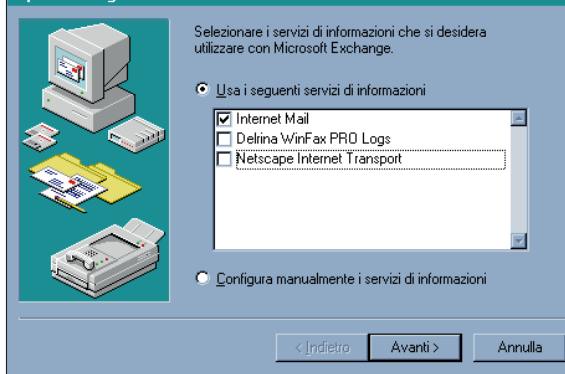 Selezionare i servizi di informazioni che si desidera
utilizzare con Microsoft Exchange.
Usa i seguenti servizi di informazioni
Internet Mail
Delrina WinFax PRO Logs
Netscape Internet Transport
Configura manualmente i servizi di informazioni
< Indietro
Avanti >
Annulla